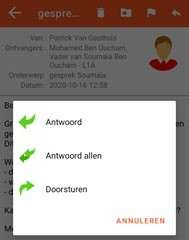 gespre...
Van: Patrick Van Gasthuis
Ontvangers: Mohamed Ben Oucham,
Vader van Soumaia Ben
Oucham - L1A
Onderwerp: gesprek Soumaia
Datum: 2020-10-16 12:58
Be
Antwoord
Antwoord allen
Doorsturen
ANNULEREN